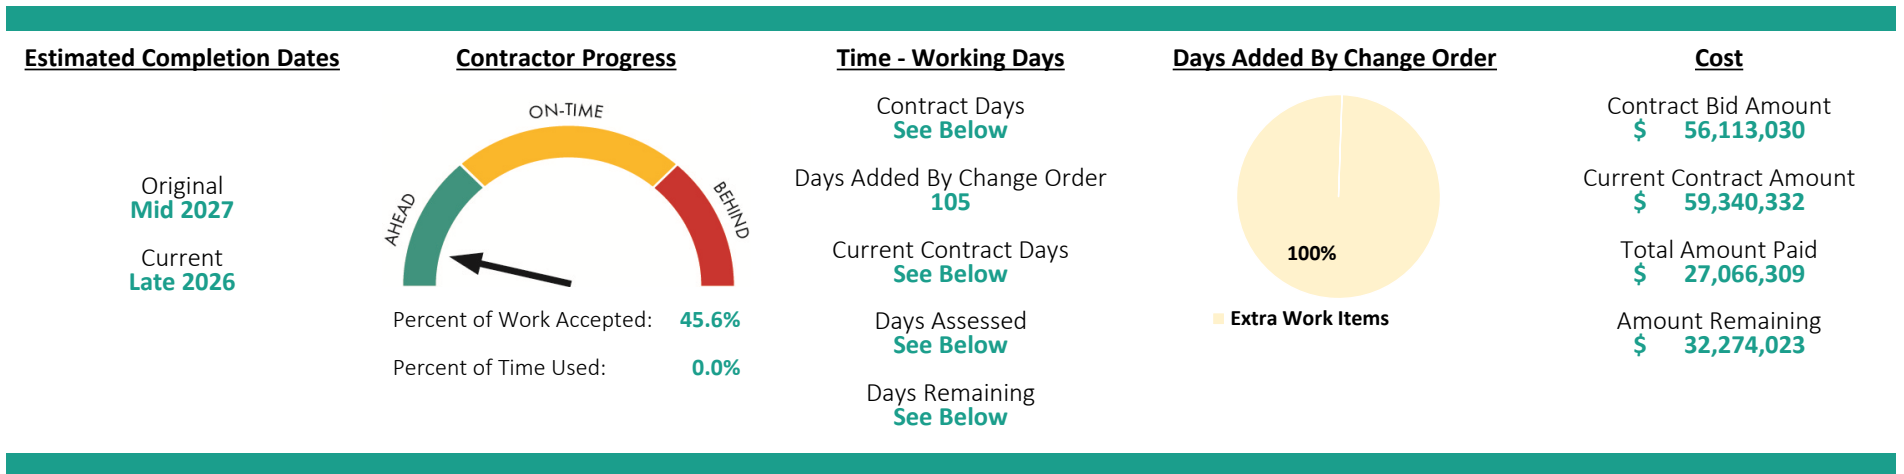 Estimated Completion Dates
Original
Mid 2027
Current
Late 2026
Contractor Progress
AHEAD
ON-TIME
BEHIND
Percent of Work Accepted: 45.6%
Percent of Time Used: 0.0%
Time - Working Days
Contract Days
See Below
Days Added By Change Order
105
Current Contract Days
See Below
Days Assessed
See Below
Days Remaining
See Below
Days Added By Change Order
100%
Extra Work Items
Cost
Contract Bid Amount
$ 56,113,030
Current Contract Amount
$ 59,340,332
Total Amount Paid
$ 27,066,309
Amount Remaining
$ 32,274,023